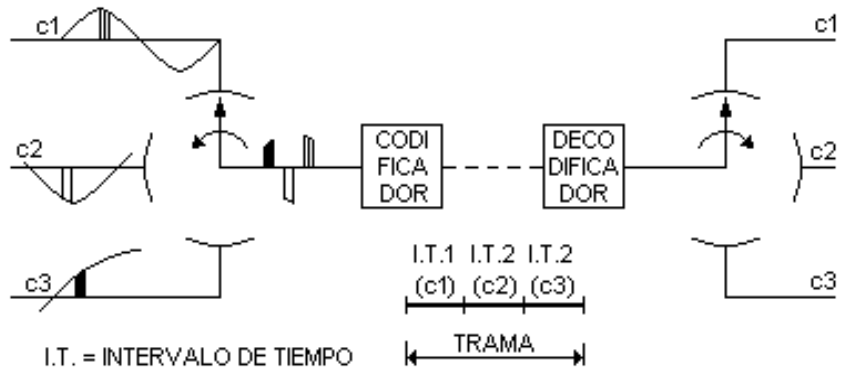 c1
c1
c2
CODI
FICA
DOR
DECO
DIFICA
DOR
c2
c3
I.T.1 I.T.2 I.T.2
(c1) (c2) (c3)
c3
I.T. = INTERVALO DE TIEMPO
TRAMA